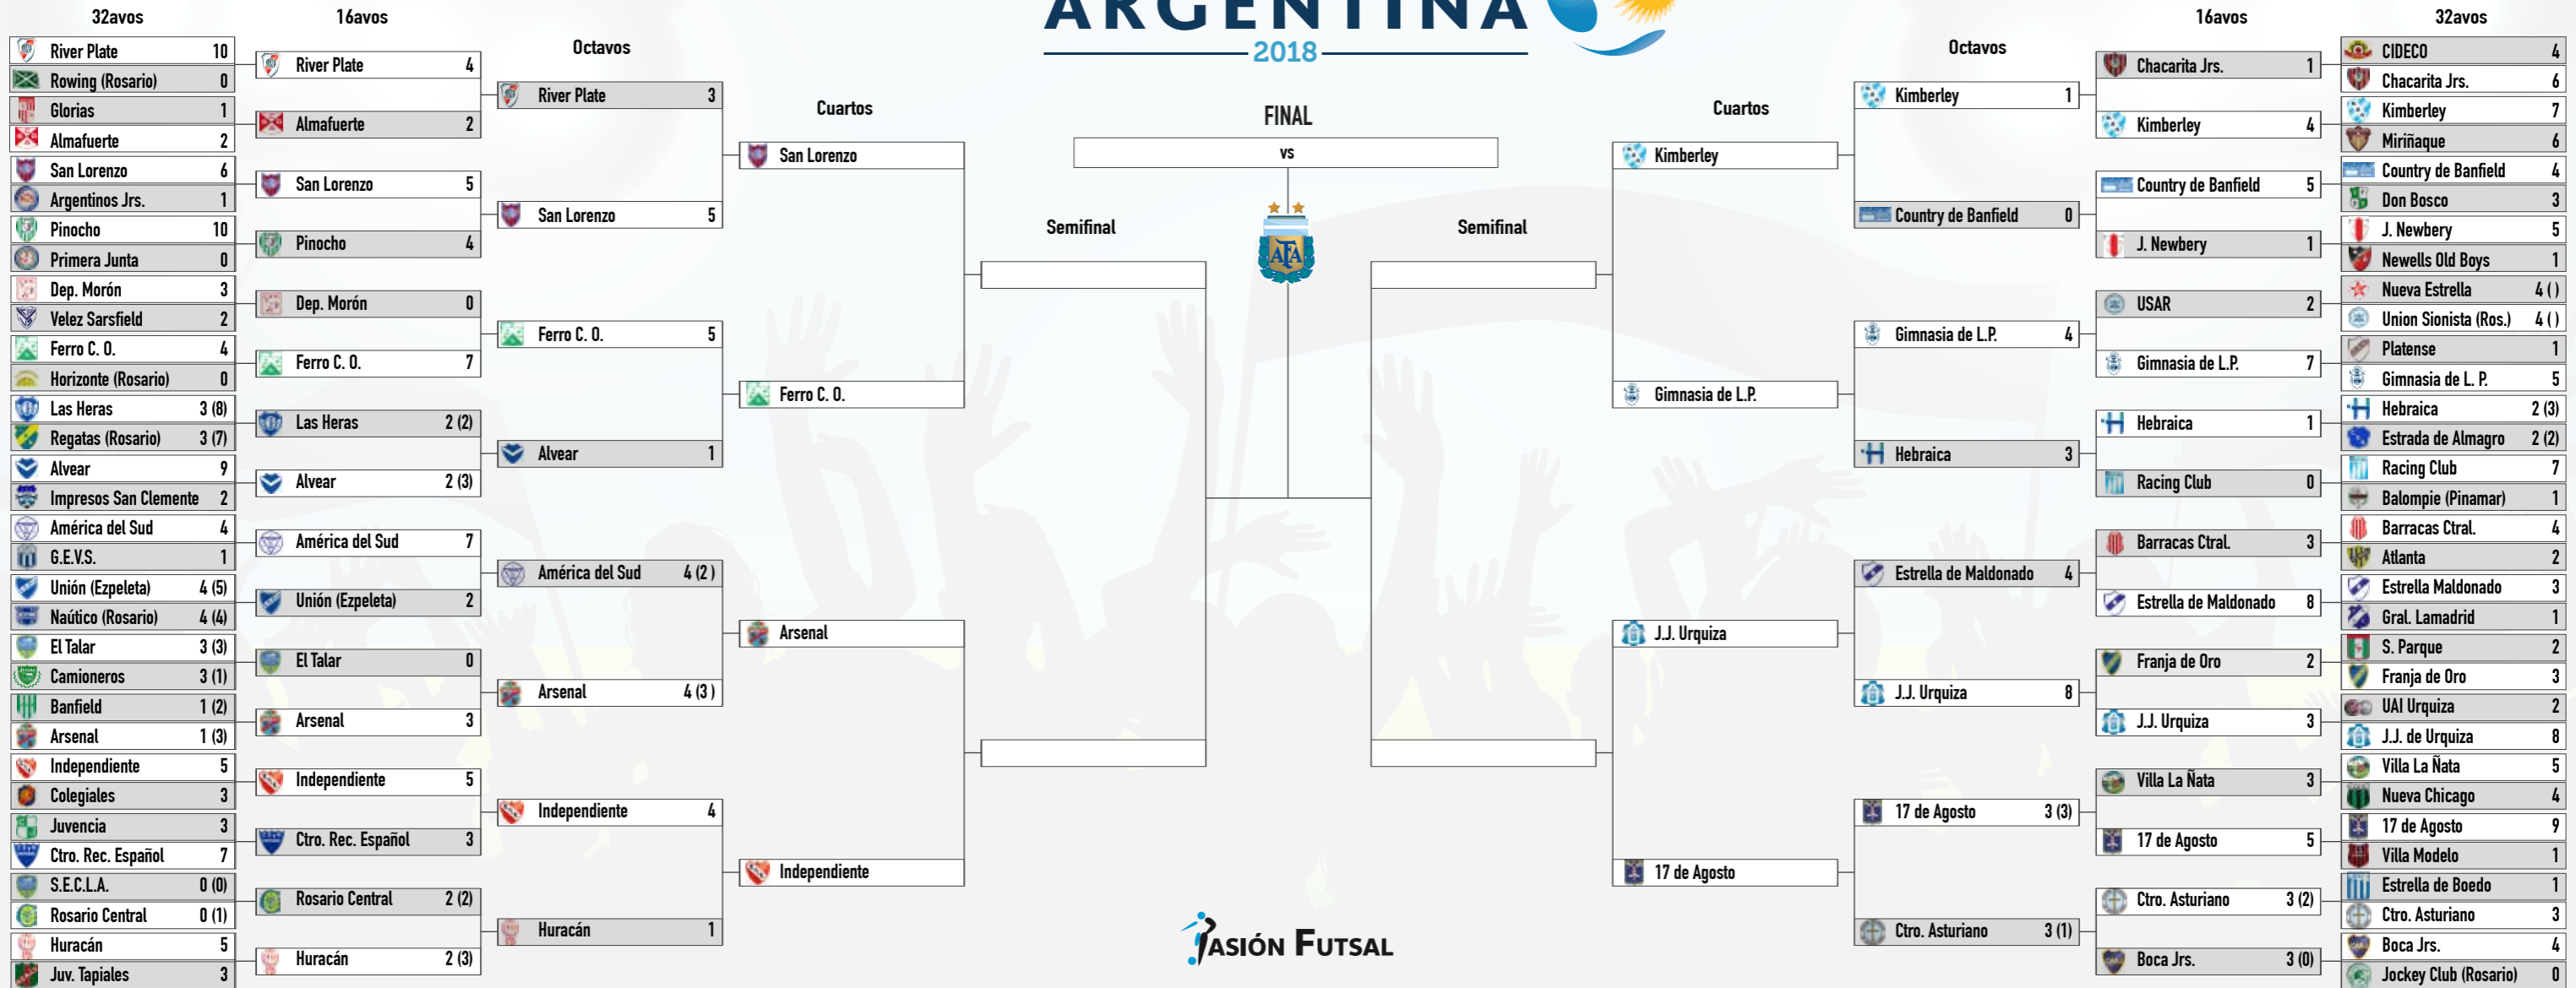 ARGENTINA
2018
32avos
River Plate 10
Rowing (Rosario) 0
Glorias 1
Almafuerte 2
San Lorenzo 6
Argentinos Jrs. 1
Pinocho 10
Primera Junta 0
Dep. Morón 3
Velez Sarsfield 2
Ferro C. O. 4
Horizonte (Rosario) 0
Las Heras 3 (8)
Regatas (Rosario) 3 (7)
Alvear 9
Impresos San Clemente 2
América del Sud 4
G.E.V.S. 1
Unión (Ezpeleta) 4 (5)
Naútico (Rosario) 4 (4)
El Talar 3 (3)
Camioneros 3 (1)
Banfield 1 (2)
Arsenal 1 (3)
Independiente 5
Colegiales 3
Juvencia 3
Ctro. Rec. Español 7
S.E.C.L.A. 0 (0)
Rosario Central 0 (1)
Huracán 5
Juv. Tapiales 3
16avos
River Plate 4
Almafuerte 2
San Lorenzo 5
Pinocho 4
Dep. Morón 0
Ferro C. O. 7
Las Heras 2 (2)
Alvear 2 (3)
América del Sud 7
Unión (Ezpeleta) 2
El Talar 0
Arsenal 3
Independiente 5
Ctro. Rec. Español 3
Rosario Central 2 (2)
Huracán 2 (3)
Octavos
River Plate 3
San Lorenzo 5
Ferro C. O. 5
Alvear 1
América del Sud 4 (2 )
Arsenal 4 (3 )
Independiente 4
Huracán 1
Cuartos
San Lorenzo
Ferro C. O.
Arsenal
Independiente
Semifinal
FINAL
vs
AFA
PASIÓN FUTSAL
Semifinal
Cuartos
Kimberley
Gimnasia de L.P.
J.J. Urquiza
17 de Agosto
Octavos
Kimberley 1
Country de Banfield 0
Gimnasia de L.P. 4
Hebraica 3
Estrella de Maldonado 4
J.J. Urquiza 8
17 de Agosto 3 (3)
Ctro. Asturiano 3 (1)
16avos
Chacarita Jrs. 1
Kimberley 4
Country de Banfield 5
J. Newbery 1
USAR 2
Gimnasia de L.P. 7
Hebraica 1
Racing Club 0
Barracas Ctral. 3
Estrella de Maldonado 8
Franja de Oro 2
J.J. Urquiza 3
Villa La Ñata 3
17 de Agosto 5
Ctro. Asturiano 3 (2)
Boca Jrs. 3 (0)
32avos
CIDECO 4
Chacarita Jrs. 6
Kimberley 7
Miriñaque 6
Country de Banfield 4
Don Bosco 3
J. Newbery 5
Newells Old Boys 1
Nueva Estrella 4 ( )
Union Sionista (Ros.) 4 ( )
Platense 1
Gimnasia de L. P. 5
Hebraica 2 (3)
Estrada de Almagro 2 (2)
Racing Club 7
Balompie (Pinamar) 1
Barracas Ctral. 4
Atlanta 2
Estrella Maldonado 3
Gral. Lamadrid 1
S. Parque 2
Franja de Oro 3
UAI Urquiza 2
J.J. de Urquiza 8
Villa La Ñata 5
Nueva Chicago 4
17 de Agosto 9
Villa Modelo 1
Estrella de Boedo 1
Ctro. Asturiano 3
Boca Jrs. 4
Jockey Club (Rosario) 0